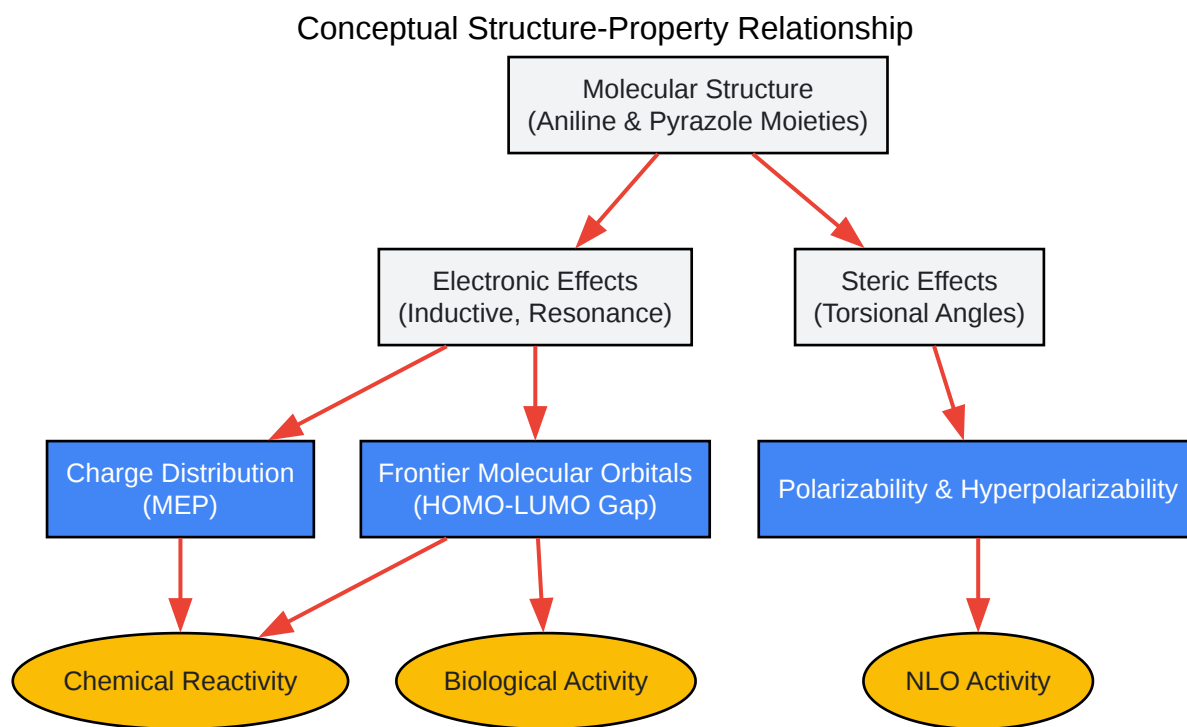 Conceptual Structure-Property Relationship
Molecular Structure
(Aniline & Pyrazole Moieties)
Electronic Effects
(Inductive, Resonance)
Steric Effects
(Torsional Angles)
Charge Distribution
(MEP)
Frontier Molecular Orbitals
(HOMO-LUMO Gap)
Polarizability & Hyperpolarizability
Chemical Reactivity
Biological Activity
NLO Activity